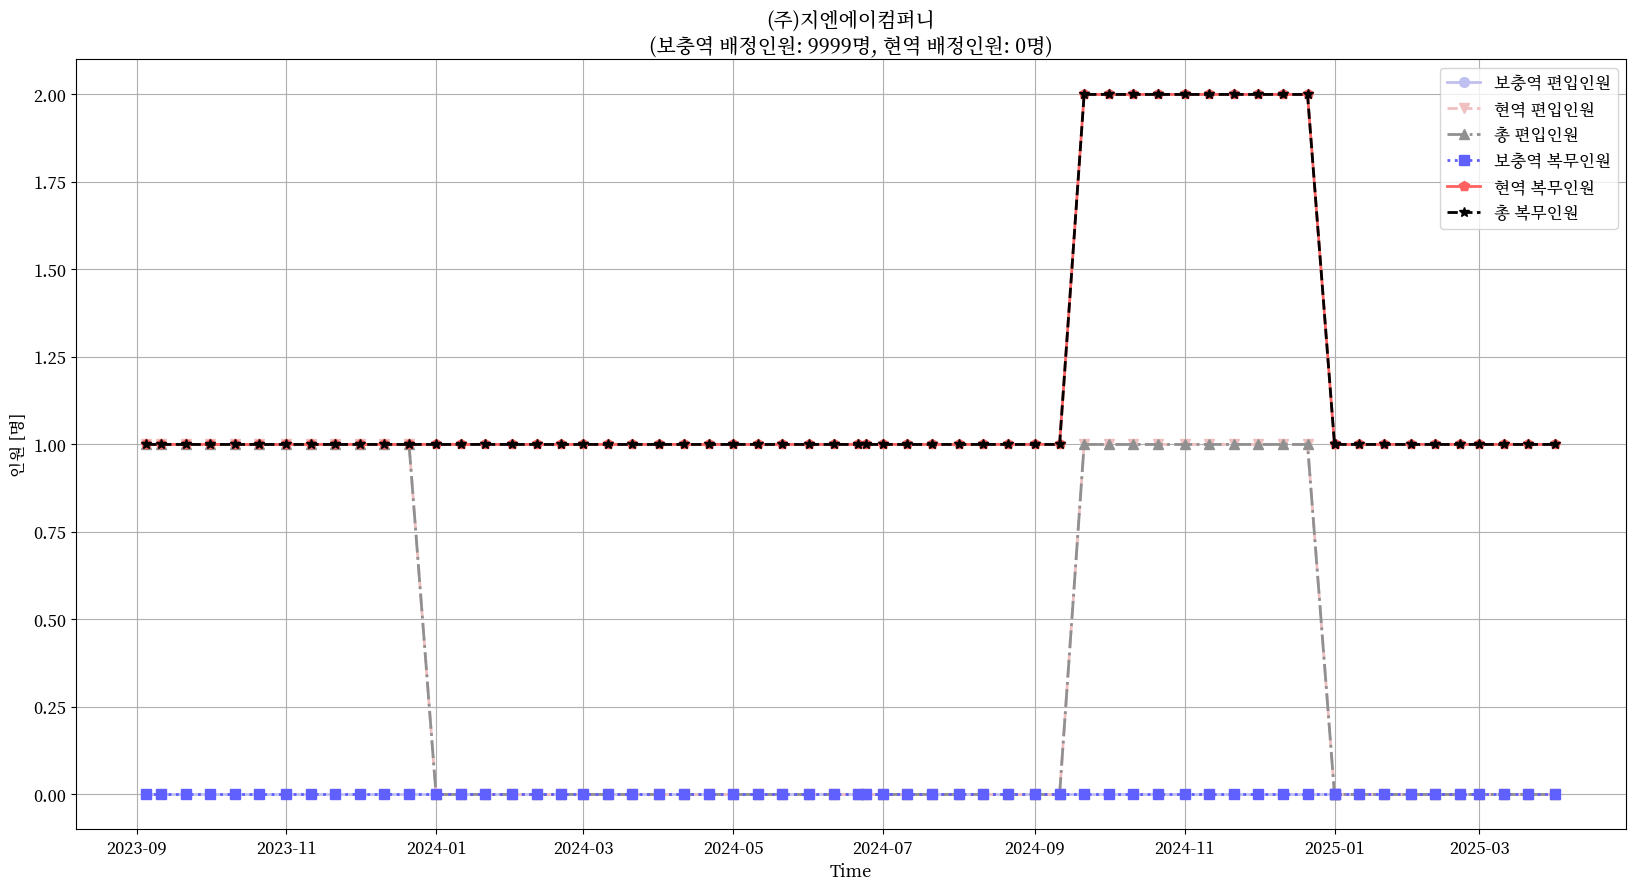 (주)지엔에이컴퍼니
(보충역 배정인원: 9999명, 현역 배정인원: 0명)
보충역 편입인원
현역 편입인원
총 편입인원
보충역 복무인원
현역 복무인원
총 복무인원
인원 [명]
2.00
1.75
1.50
1.25
1.00
0.75
0.50
0.25
0.00
2023-09
2023-11
2024-01
2024-03
2024-05
2024-07
2024-09
2024-11
2025-01
2025-03
Time